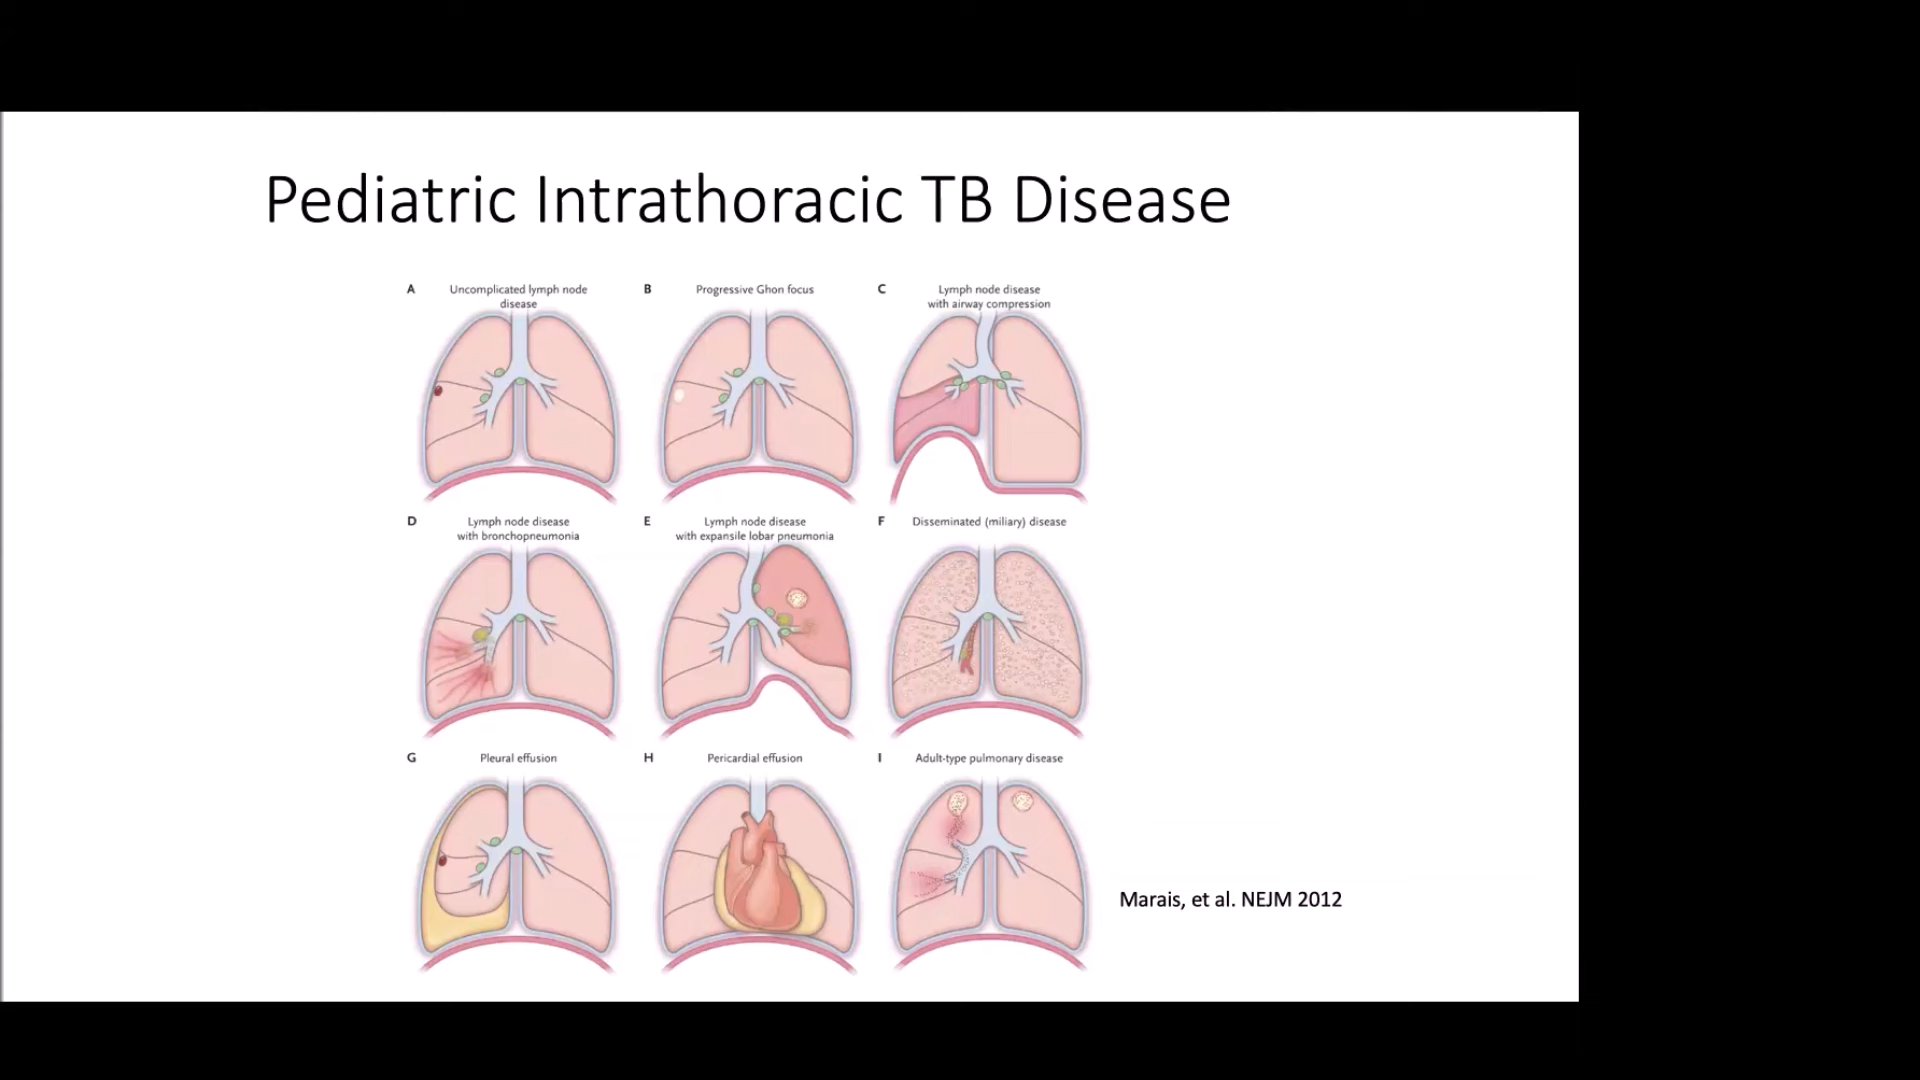 Pediatric Intrathoracic TB Disease
A Uncomplicated lymph node
disease
B Progressive Ghon focus
C Lymph node disease
with airway compression
D Lymph node disease
with bronchopneumonia
E Lymph node disease
with expansile lobar pneumonia
F Disseminated (miliary) disease
G Pleural effusion
H Pericardial effusion
I Adult-type pulmonary disease
Marais, et al. NEJM 2012